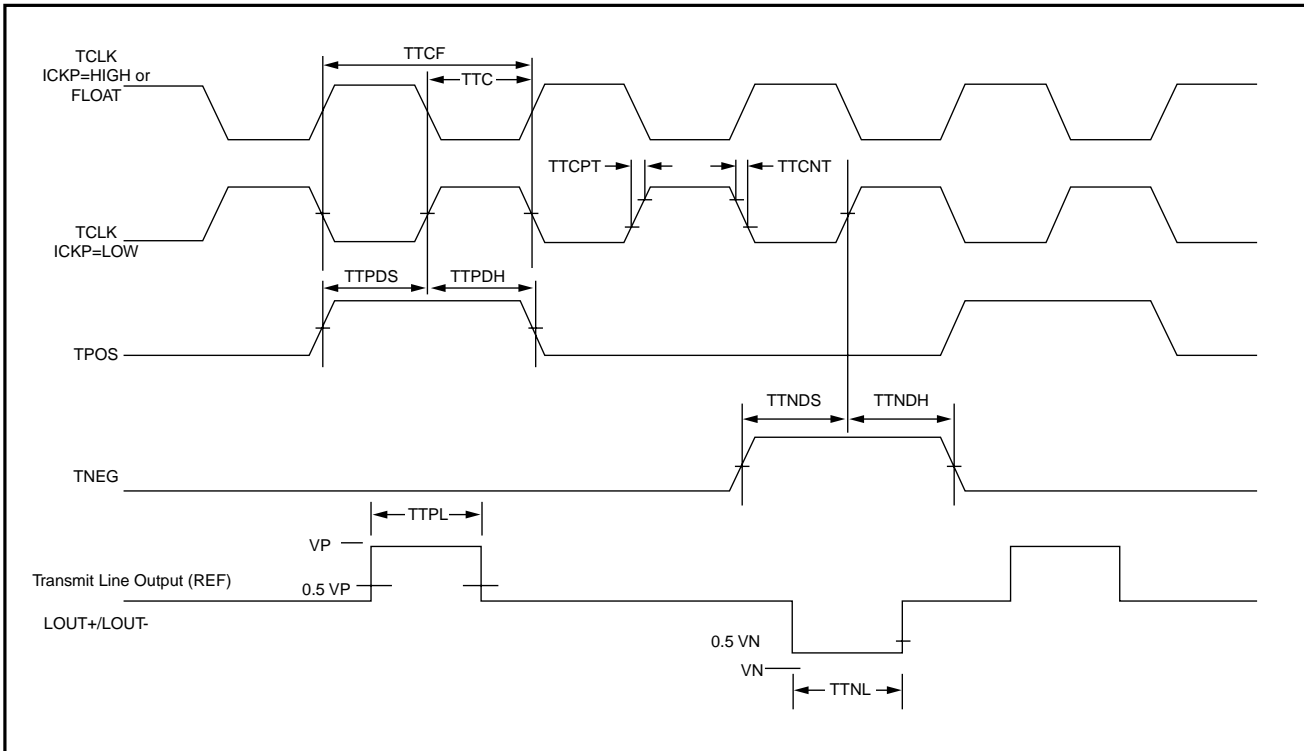 TCLK
ICKP=HIGH or
FLOAT
TTCF
TTC
TTCPT
TTCNT
TCLK
ICKP=LOW
TTPDS
TTPDH
TPOS
TTNDS
TTNDH
TNEG
TTPL
VP
Transmit Line Output (REF)
0.5 VP
LOUT+/LOUT-
0.5 VN
VN
TTNL